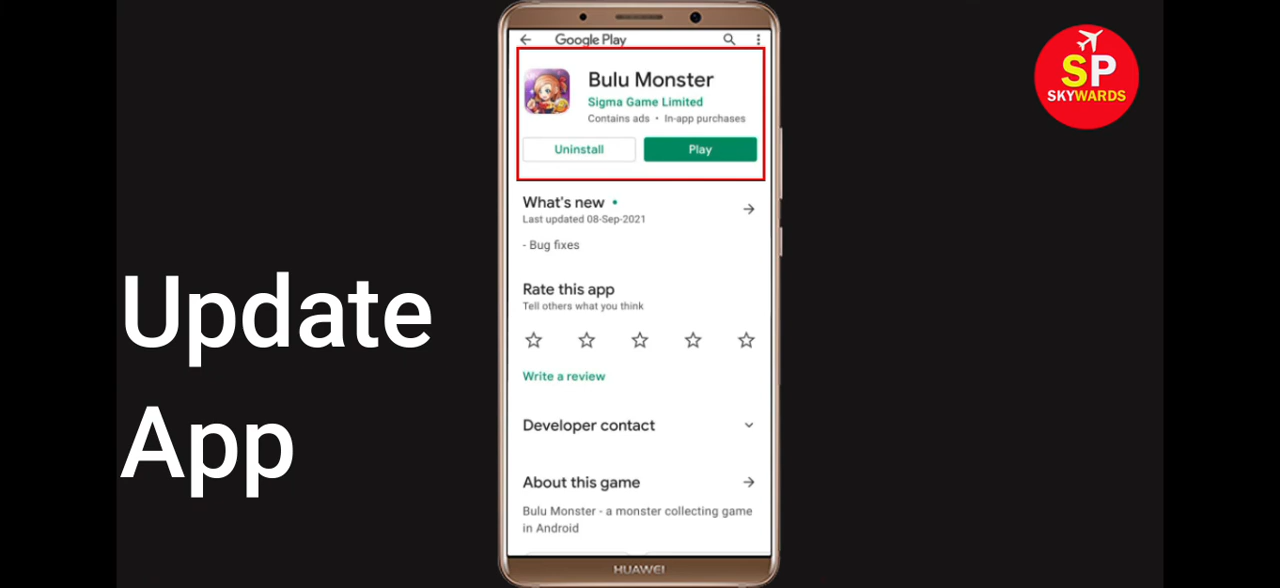 Google Play
Bulu Monster
Sigma Game Limited
Contains ads • In-app purchases
Uninstall
Play
What's new •
Last updated 08-Sep-2021
- Bug fixes
Rate this app
Tell others what you think
Write a review
Developer contact
About this game
Bulu Monster - a monster collecting game
in Android
HUAWEI
Update
App
SP
SKYWARDS